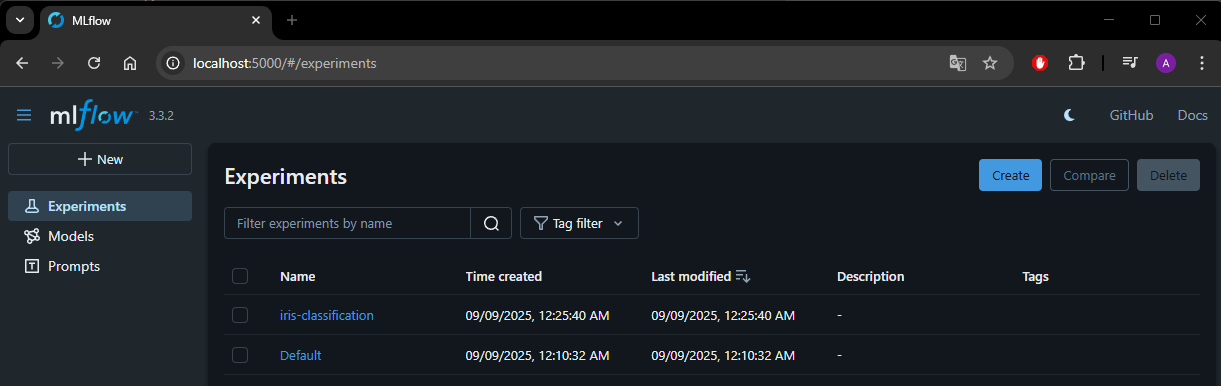 MLflow
localhost:5000/#/experiments
A
mlflow™ 3.3.2
GitHub Docs
+ New
Experiments
Models
Prompts
Experiments
Create Compare Delete
Filter experiments by name Tag filter
Name Time created Last modified Description Tags
iris-classification 09/09/2025, 12:25:40 AM 09/09/2025, 12:25:40 AM -
Default 09/09/2025, 12:10:32 AM 09/09/2025, 12:10:32 AM -